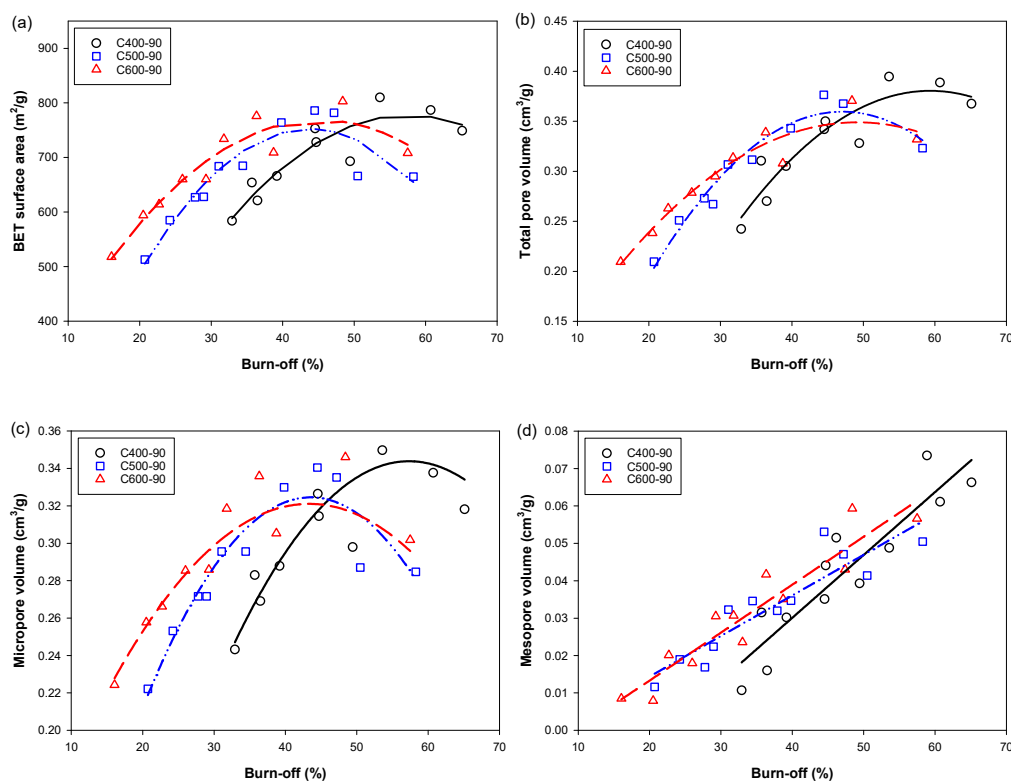 (a)
C400-90
C500-90
C600-90
BET surface area (m²/g)
900
800
700
600
500
400
10 20 30 40 50 60 70
Burn-off (%)
(b)
C400-90
C500-90
C600-90
Total pore volume (cm³/g)
0.45
0.40
0.35
0.30
0.25
0.20
0.15
10 20 30 40 50 60 70
Burn-off (%)
(c)
C400-90
C500-90
C600-90
Micropore volume (cm³/g)
0.36
0.34
0.32
0.30
0.28
0.26
0.24
0.22
0.20
10 20 30 40 50 60 70
Burn-off (%)
(d)
C400-90
C500-90
C600-90
Mesopore volume (cm³/g)
0.08
0.07
0.06
0.05
0.04
0.03
0.02
0.01
0.00
10 20 30 40 50 60 70
Burn-off (%)